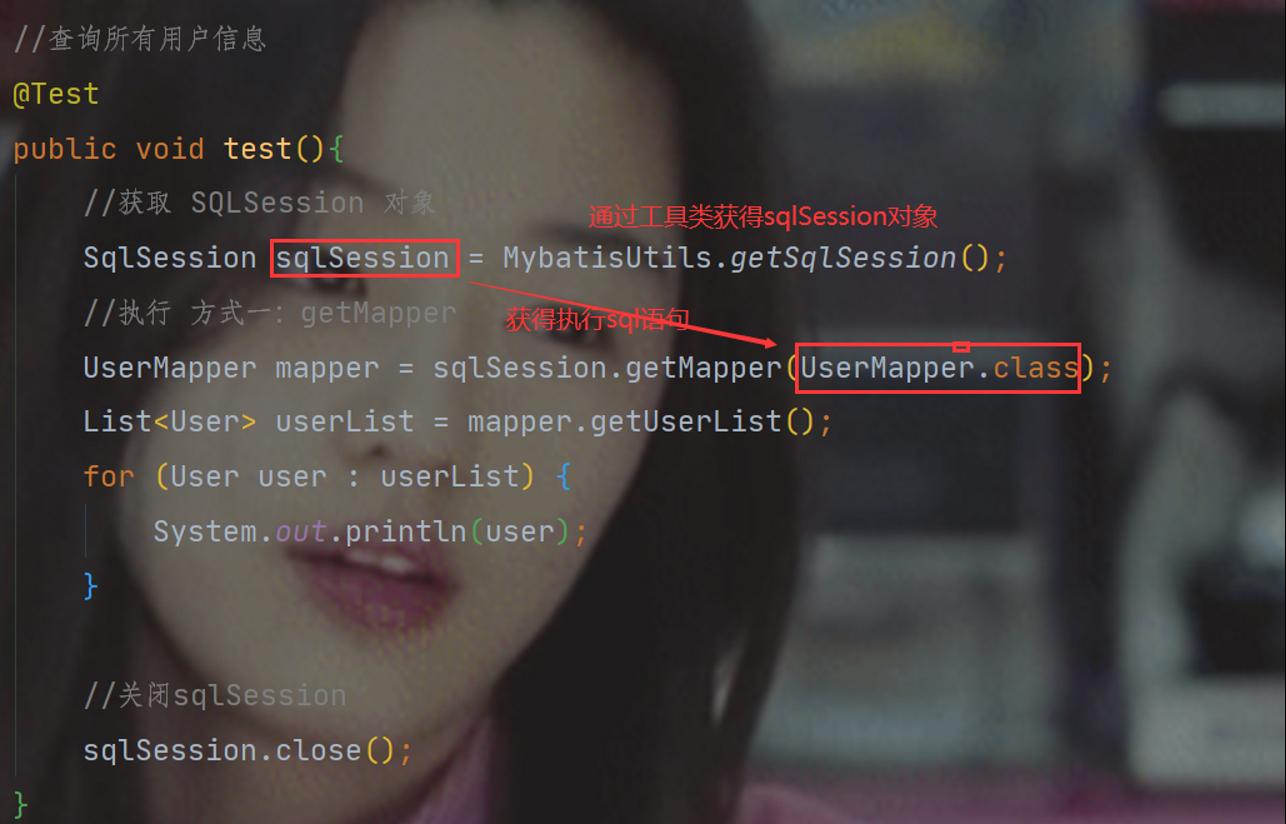 //查询所有用户信息
@Test
public void test(){
//获取 SQLSession 对象
通过工具类获得sqlSession对象
SqlSession sqlSession = MybatisUtils.getSqlSession();
//执行 方式一：getMapper
获得执行sql语句
UserMapper mapper = sqlSession.getMapper(UserMapper.class);
List<User> userList = mapper.getUserList();
for (User user : userList) {
System.out.println(user);
}
//关闭sqlSession
sqlSession.close();
}